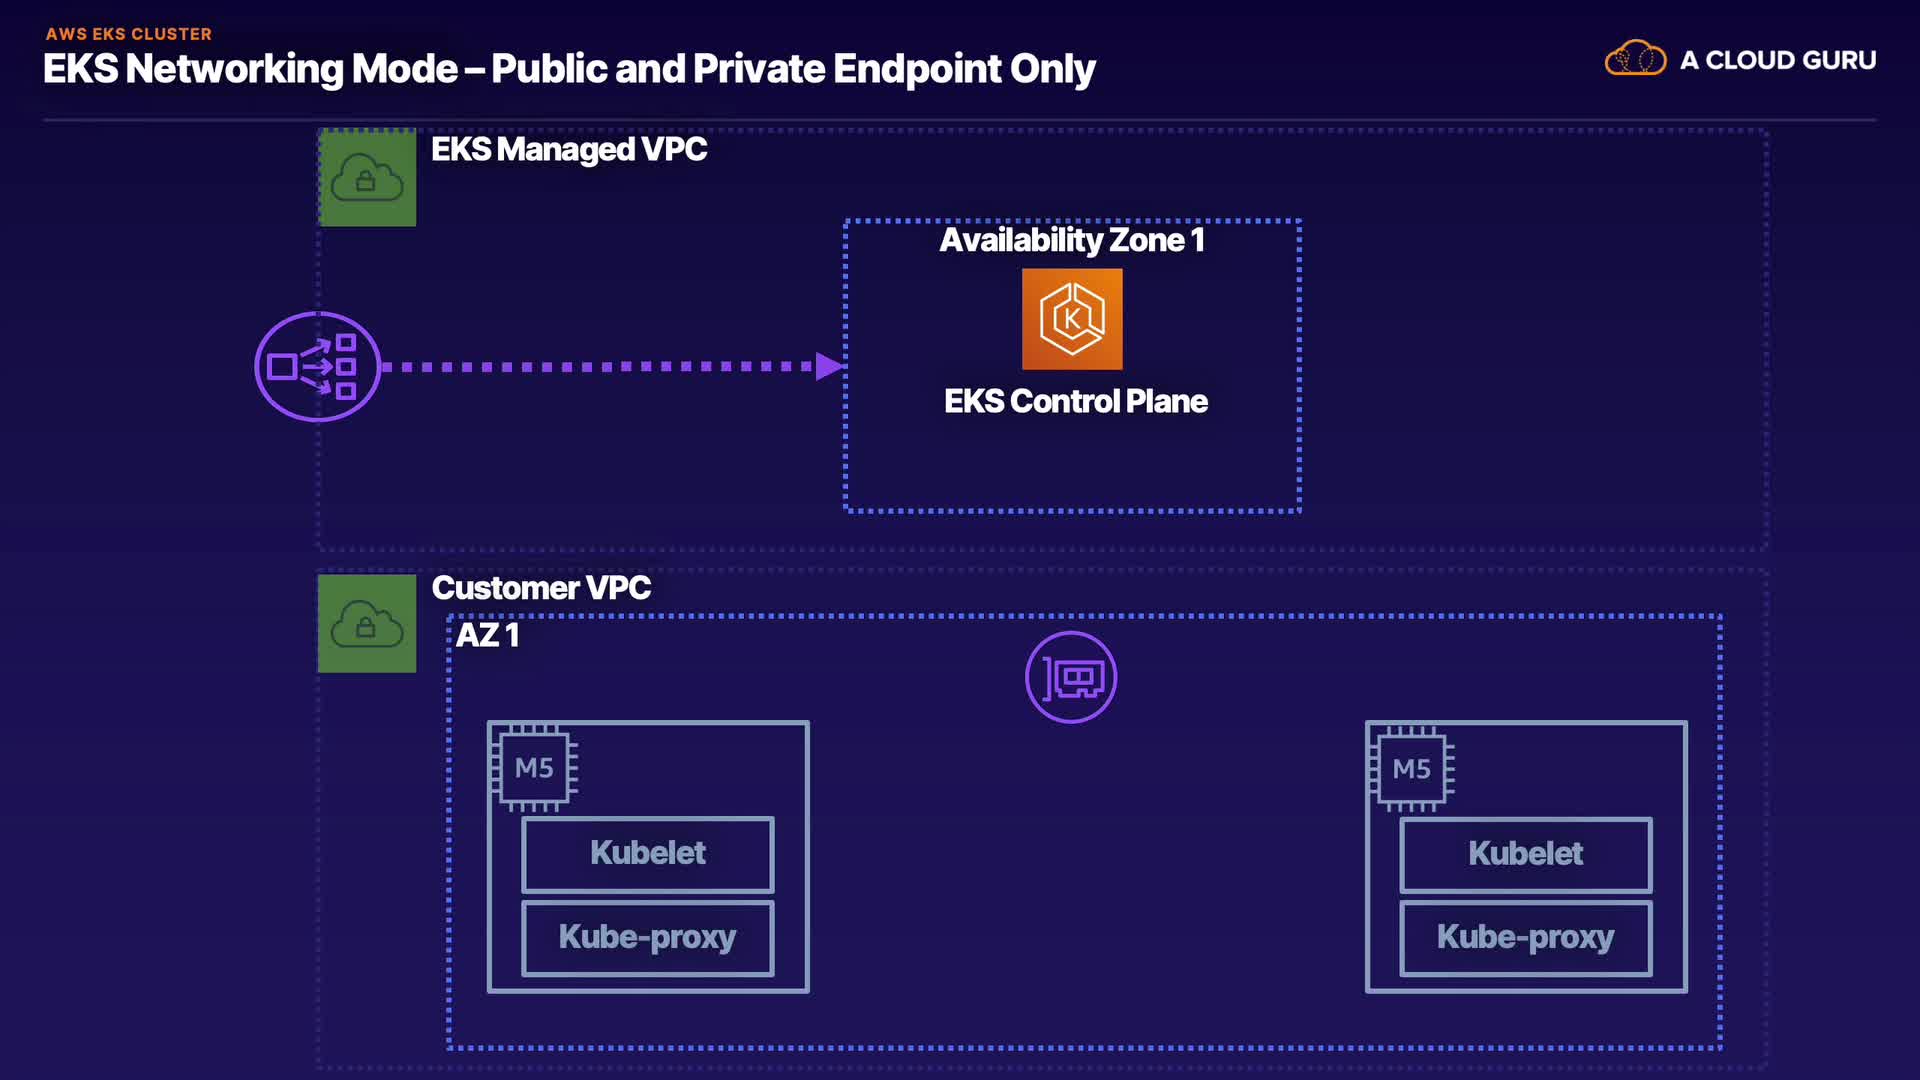 AWS EKS CLUSTER
EKS Networking Mode – Public and Private Endpoint Only
A CLOUD GURU
EKS Managed VPC
Availability Zone 1
K
EKS Control Plane
Customer VPC
AZ 1
M5
Kubelet
Kube-proxy
M5
Kubelet
Kube-proxy